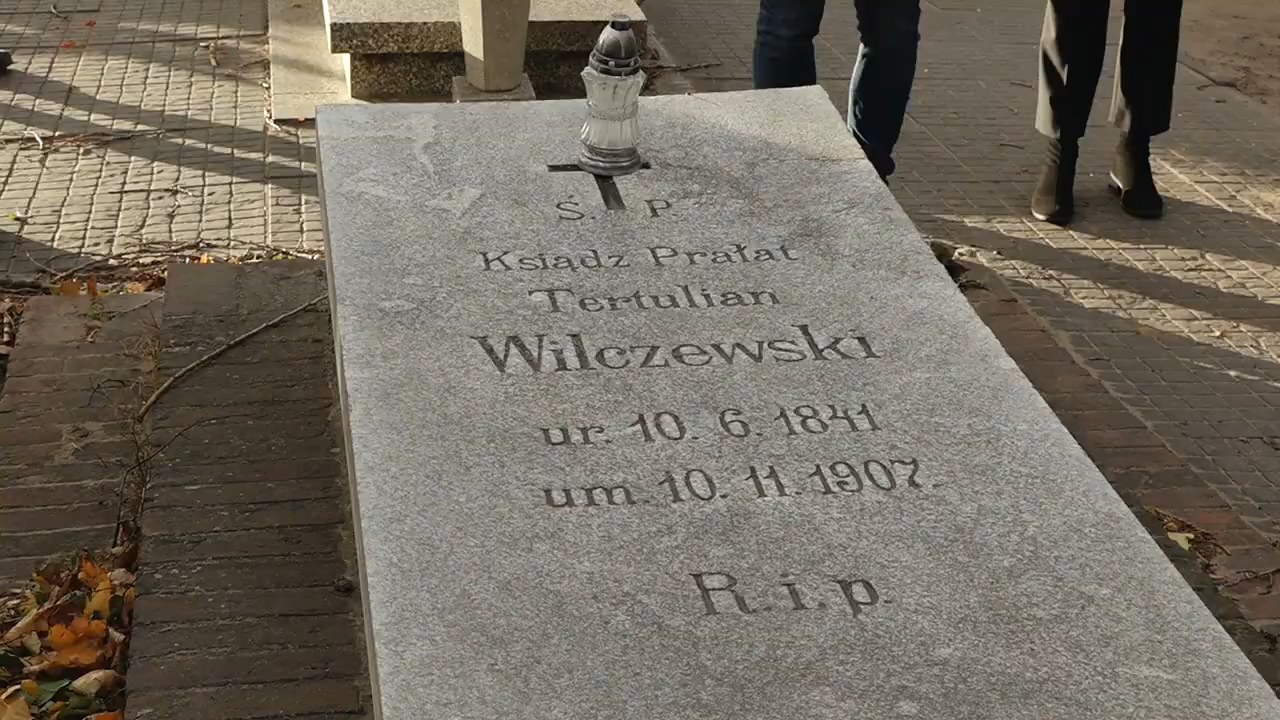 Ś. P.
Ksiądz Prałat
Tertulian
Wilczewski
ur. 10. 6. 1841
um. 10. 11. 1907.
R. i. p.